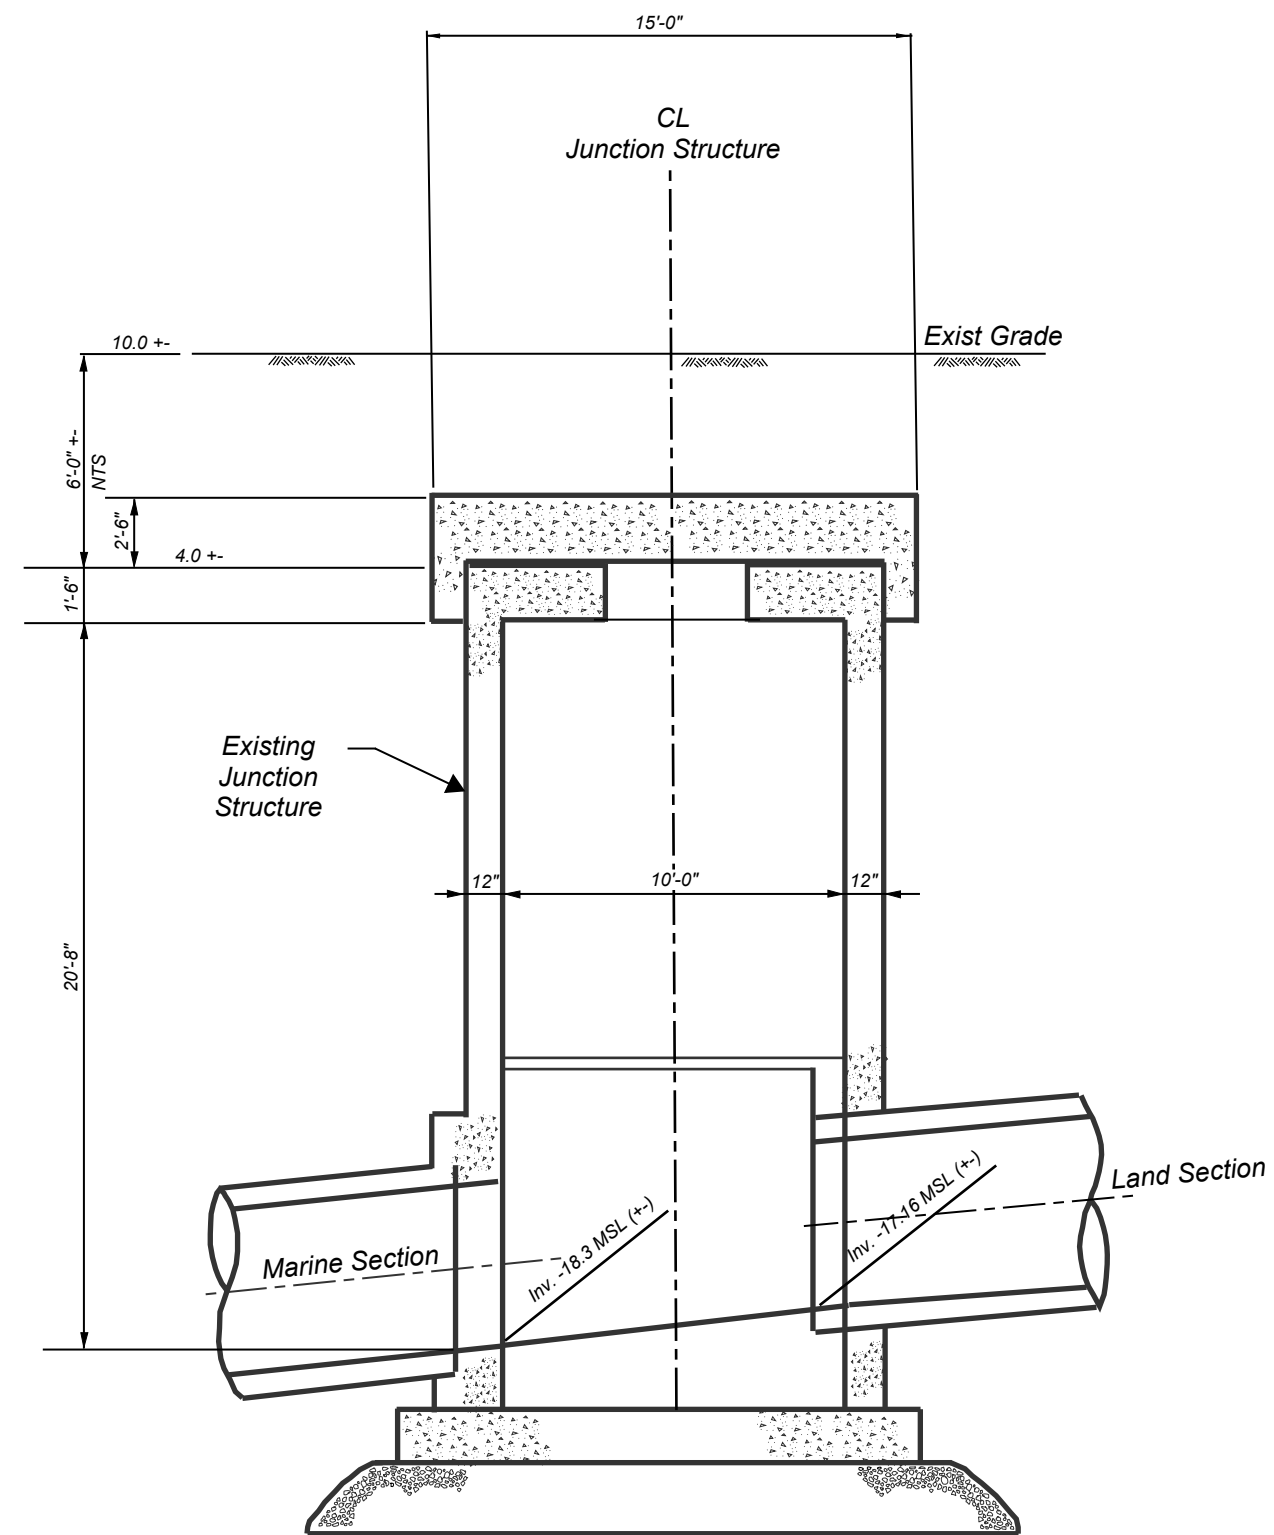 15'-0"
CL
Junction Structure
Exist Grade
10.0 +-
6'-0" +-
NTS
2'-6"
4.0 +-
1'-6"
Existing
Junction
Structure
12"
10'-0"
12"
20'-8"
Land Section
Inv. -17.16 MSL (+-)
Inv. -18.3 MSL (+-)
Marine Section